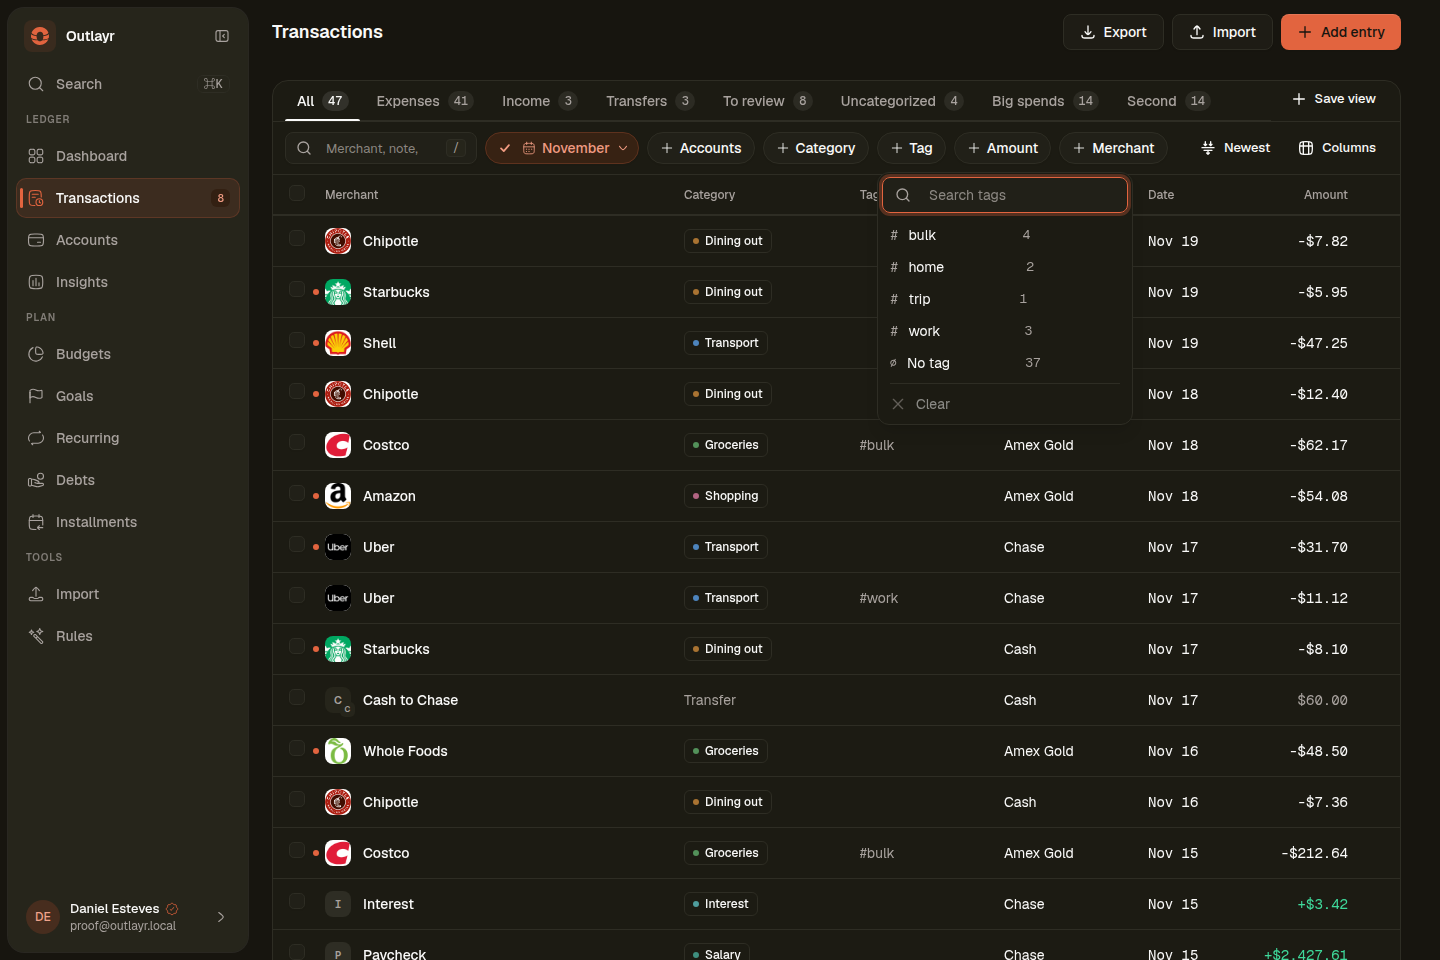 Outlayr
Search ⌘K
LEDGER
Dashboard
Transactions 8
Accounts
Insights
PLAN
Budgets
Goals
Recurring
Debts
Installments
TOOLS
Import
Rules
DE Daniel Esteves
proof@outlayr.local
Transactions
Export Import + Add entry
All 47 Expenses 41 Income 3 Transfers 3 To review 8 Uncategorized 4 Big spends 14 Second 14 + Save view
Merchant, note, / November + Accounts + Category + Tag + Amount + Merchant Newest Columns
Merchant Category Tag Date Amount
Search tags
# bulk 4
# home 2
# trip 1
# work 3
No tag 37
Clear
Chipotle Dining out Nov 19 -$7.82
Starbucks Dining out Nov 19 -$5.95
Shell Transport Nov 19 -$47.25
Chipotle Dining out Nov 18 -$12.40
Costco Groceries #bulk Amex Gold Nov 18 -$62.17
a Amazon Shopping Amex Gold Nov 18 -$54.08
Uber Uber Transport Chase Nov 17 -$31.70
Uber Uber Transport #work Chase Nov 17 -$11.12
Starbucks Dining out Cash Nov 17 -$8.10
C C Cash to Chase Transfer Cash Nov 17 $60.00
Whole Foods Groceries Amex Gold Nov 16 -$48.50
Chipotle Dining out Cash Nov 16 -$7.36
Costco Groceries #bulk Amex Gold Nov 15 -$212.64
I Interest Interest Chase Nov 15 +$3.42
P Paycheck Salary Chase Nov 15 +$2,427.61